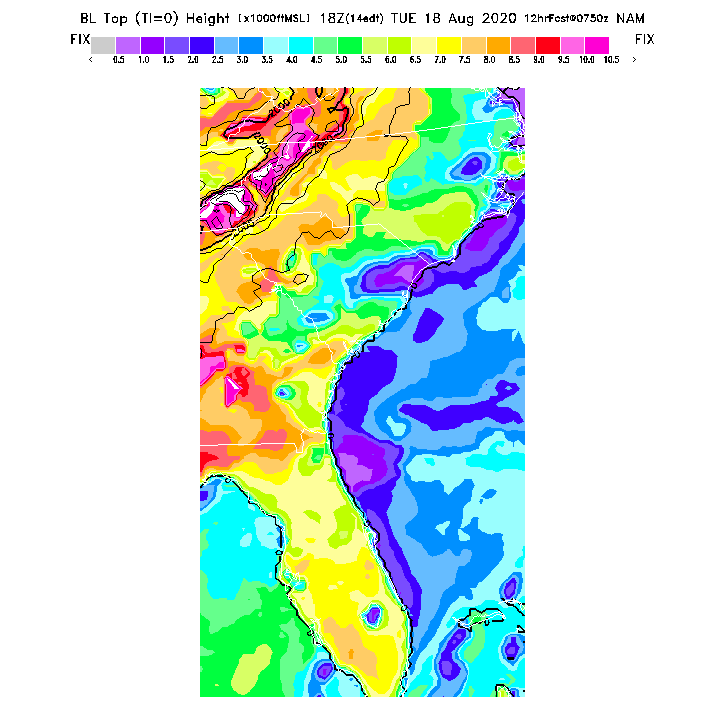 BL Top (TI=0) Height [x1000ftMSL] 18Z(14edt) TUE 18 Aug 2020 12hrFcst@0750z NAM
FIX FIX
< 0.5 1.0 1.5 2.0 2.5 3.0 3.5 4.0 4.5 5.0 5.5 6.0 6.5 7.0 7.5 8.0 8.5 9.0 9.5 10.0 10.5 >
2000